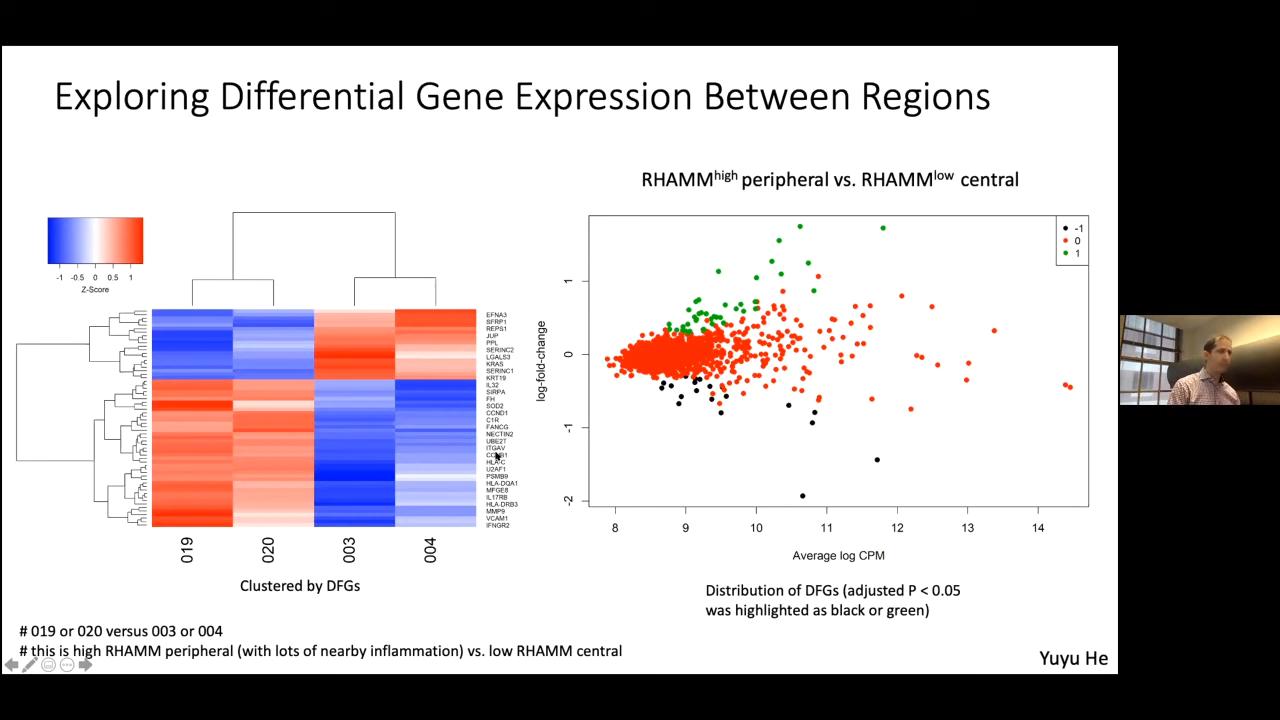 Exploring Differential Gene Expression Between Regions
RHAMMhigh peripheral vs. RHAMMlow central
-1 -0.5 0 0.5 1
Z-Score
EFNA3
SFRP1
REPS1
JUP
PPL
SERINC2
LGALS3
KRAS
SERINC1
KRT19
IL32
SIRPA
FH
SOD2
CCND1
C1R
FANCG
NECTIN2
UBE2T
ITGAV
HLA-C
U2AF1
PSMB9
HLA-DQA1
MFGE8
IL17RB
HLA-DRB3
MMP9
VCAM1
IFNGR2
019 020 003 004
Clustered by DFGs
-1
0
1
log-fold-change
1
0
-1
-2
8 9 10 11 12 13 14
Average log CPM
Distribution of DFGs (adjusted P < 0.05
was highlighted as black or green)
# 019 or 020 versus 003 or 004
# this is high RHAMM peripheral (with lots of nearby inflammation) vs. low RHAMM central
Yuyu He